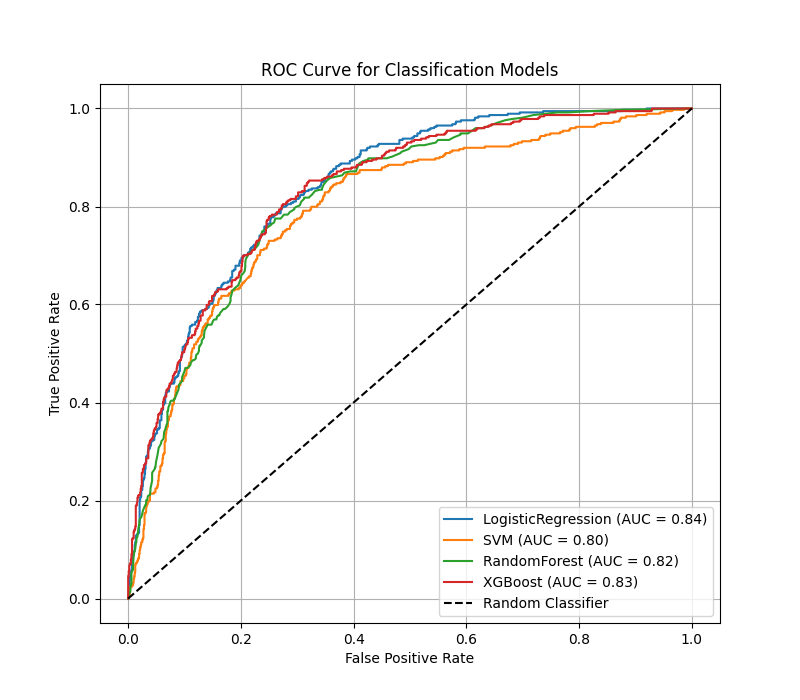 ROC Curve for Classification Models
True Positive Rate
1.0
0.8
0.6
0.4
0.2
0.0
LogisticRegression (AUC = 0.84)
SVM (AUC = 0.80)
RandomForest (AUC = 0.82)
XGBoost (AUC = 0.83)
Random Classifier
0.0 0.2 0.4 0.6 0.8 1.0
False Positive Rate